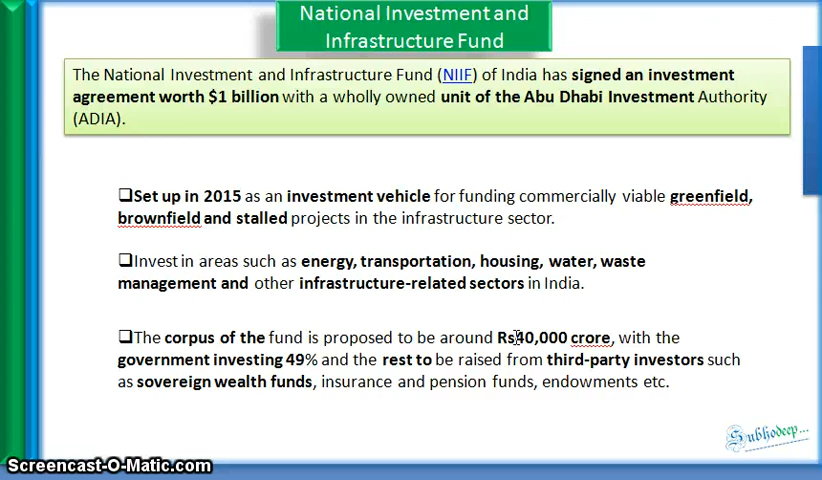 National Investment and
Infrastructure Fund
The National Investment and Infrastructure Fund (NIIF) of India has signed an investment
agreement worth $1 billion with a wholly owned unit of the Abu Dhabi Investment Authority
(ADIA).
❑Set up in 2015 as an investment vehicle for funding commercially viable greenfield,
brownfield and stalled projects in the infrastructure sector.
❑Invest in areas such as energy, transportation, housing, water, waste
management and other infrastructure-related sectors in India.
❑The corpus of the fund is proposed to be around Rs40,000 crore, with the
government investing 49% and the rest to be raised from third-party investors such
as sovereign wealth funds, insurance and pension funds, endowments etc.
Subhodeep...
Screencast-O-Matic.com